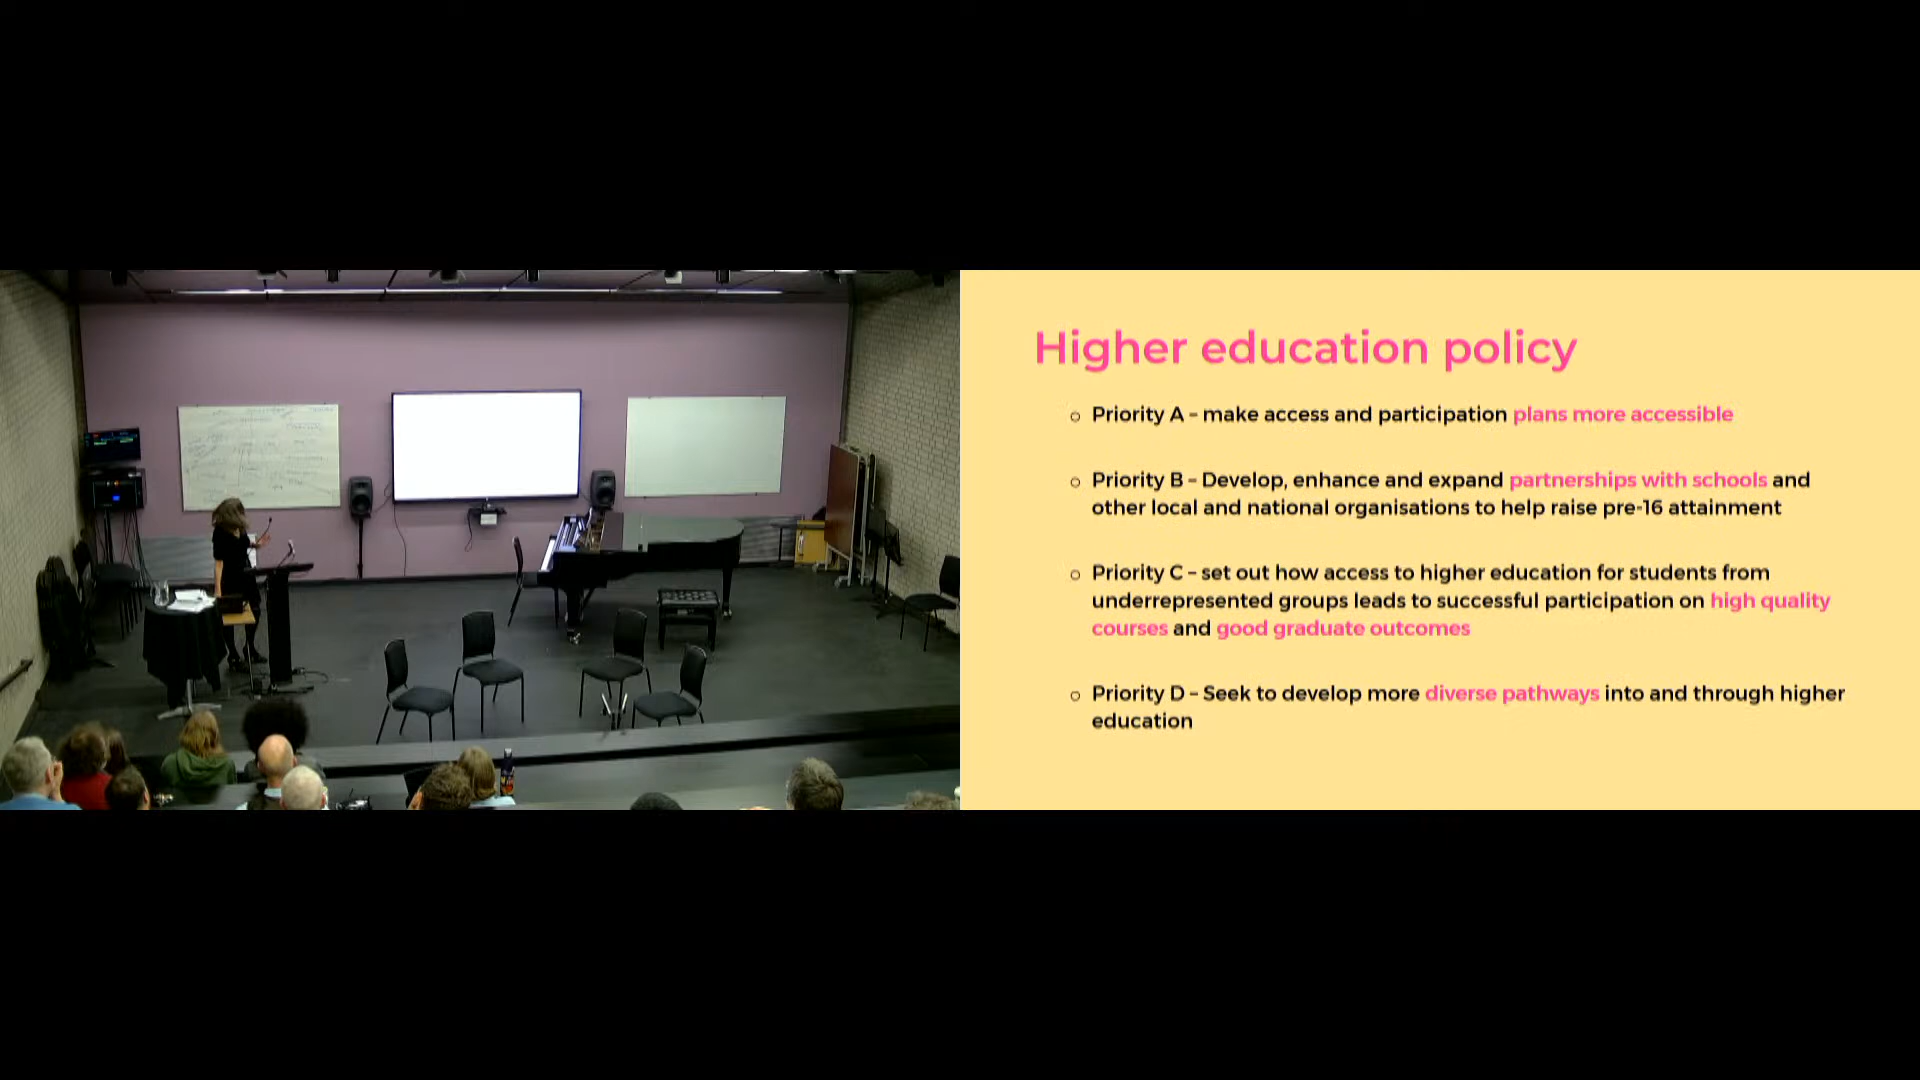 Higher education policy
Priority A – make access and participation plans more accessible
Priority B – Develop, enhance and expand partnerships with schools and
other local and national organisations to help raise pre-16 attainment
Priority C – set out how access to higher education for students from
underrepresented groups leads to successful participation on high quality
courses and good graduate outcomes
Priority D – Seek to develop more diverse pathways into and through higher
education